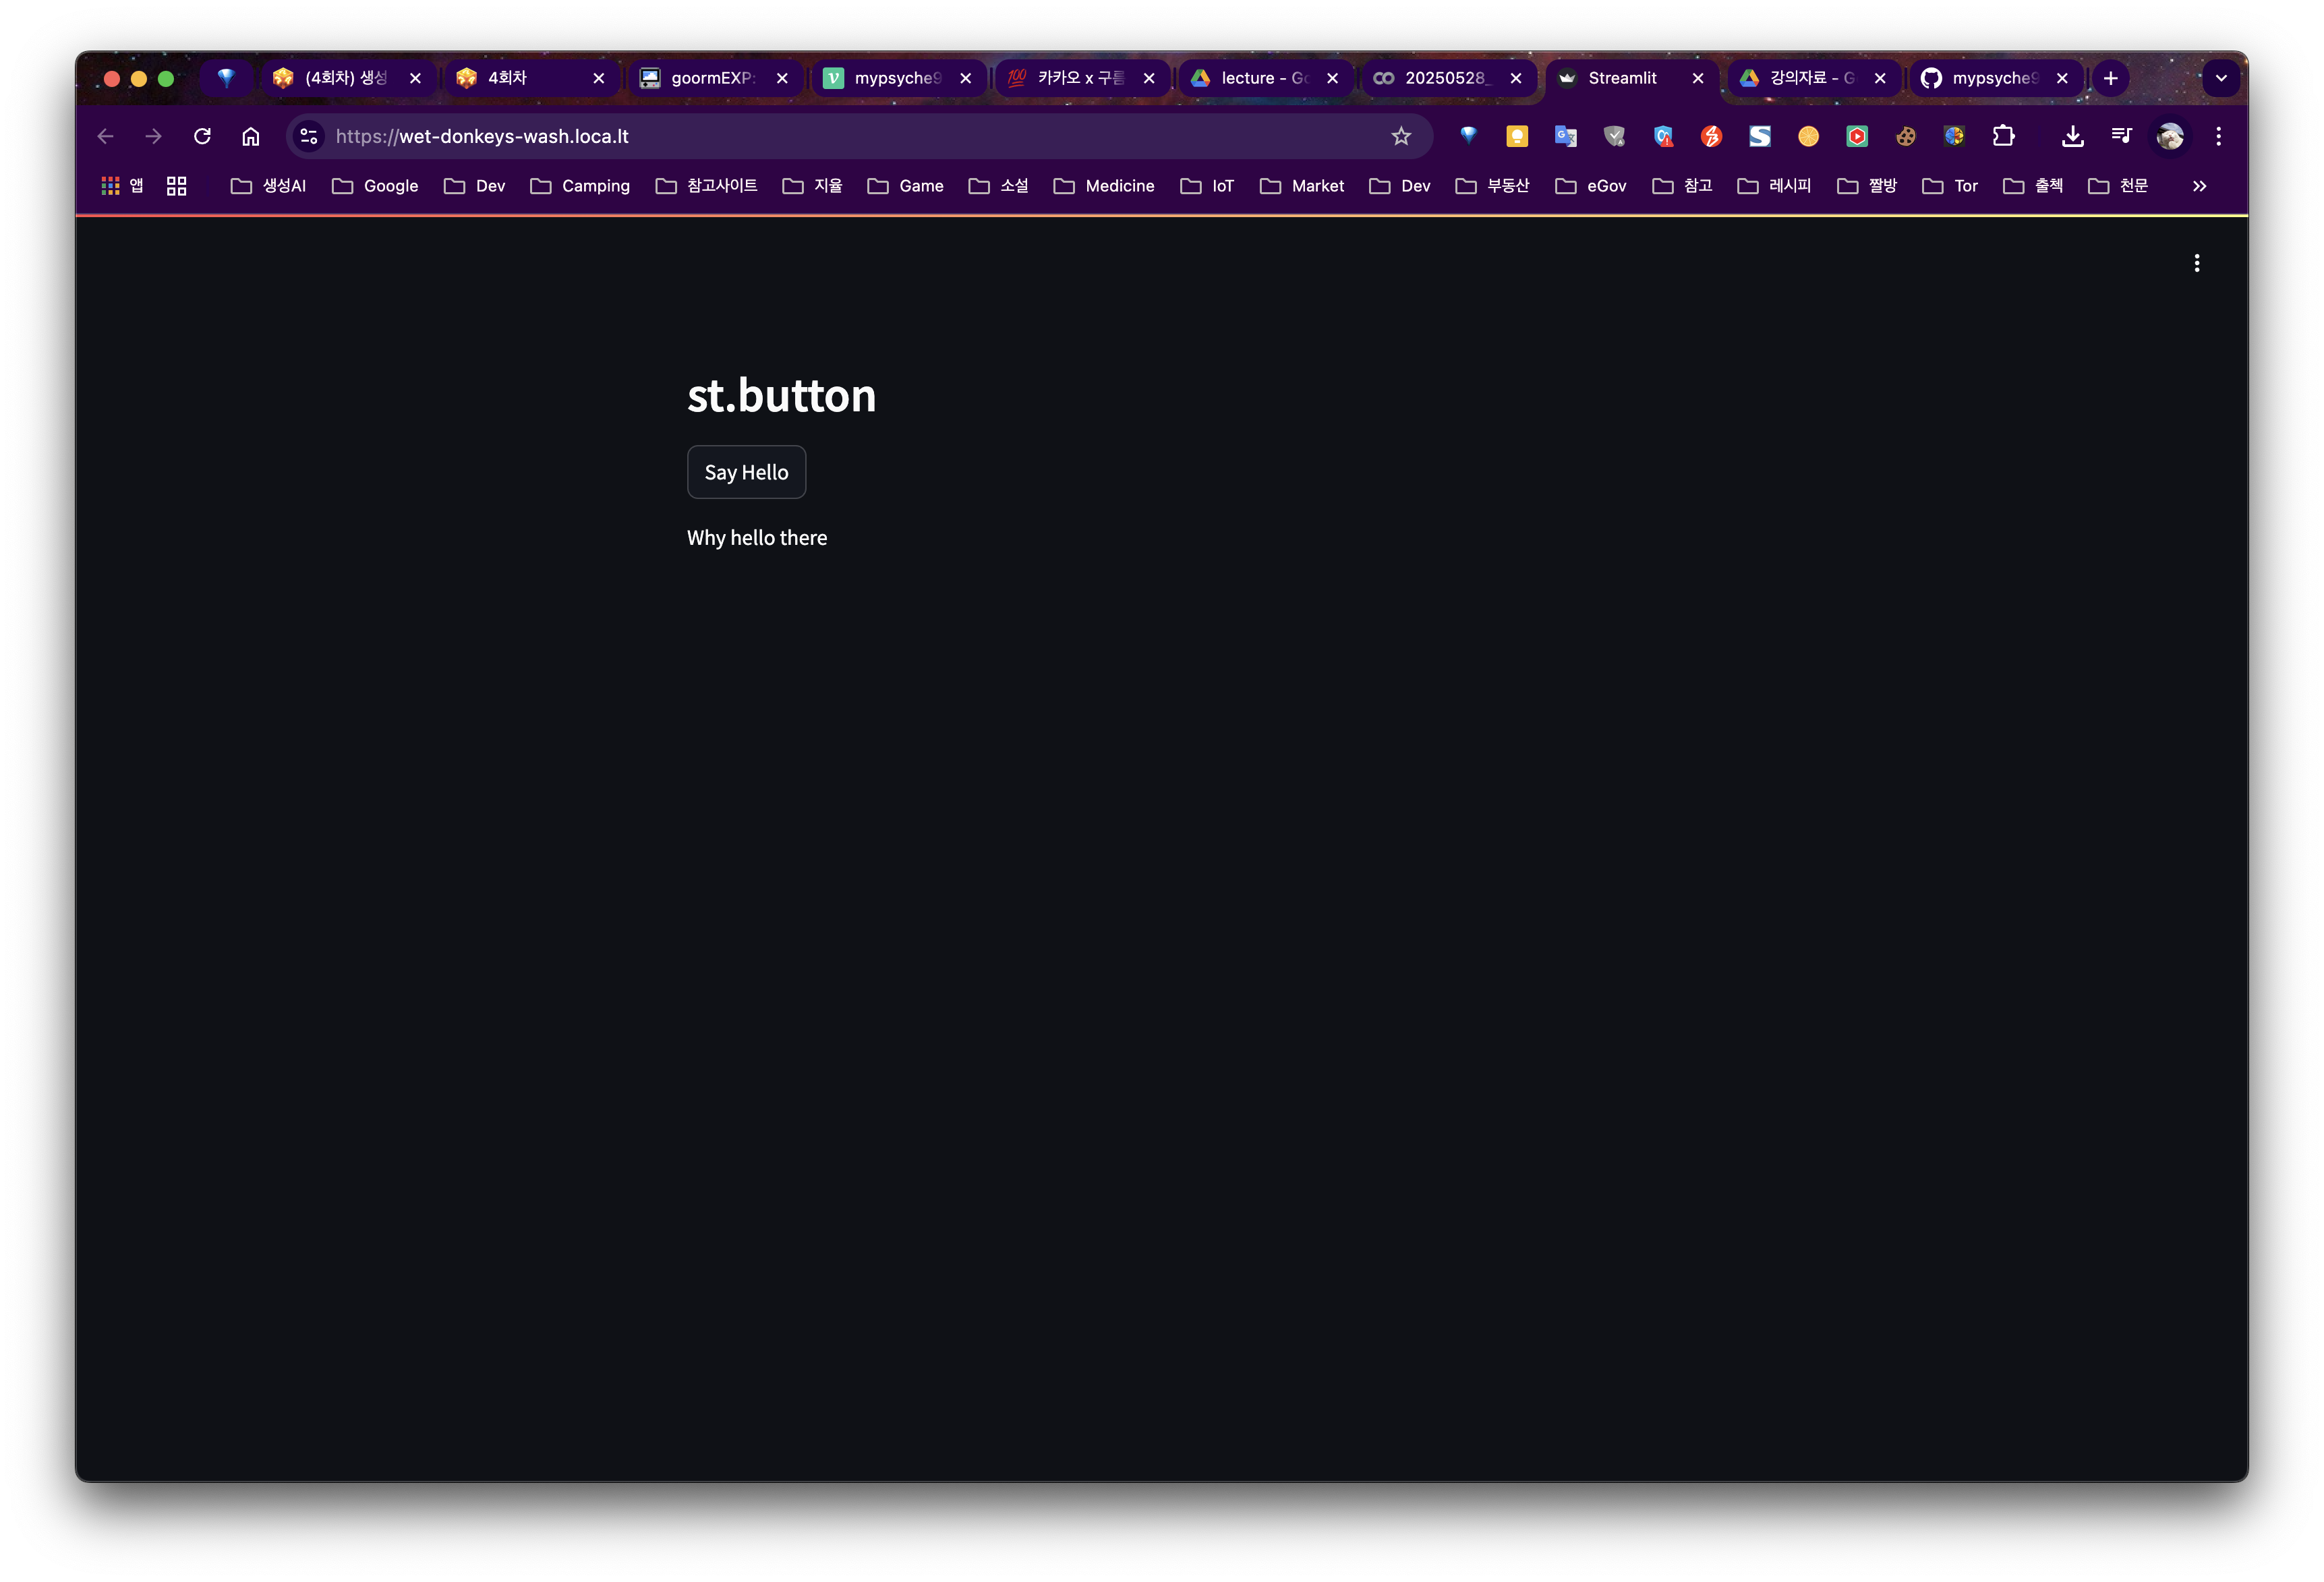 (4회차) 생성
4회차
goormEXP:
mypsyche9
카카오 x 구름
lecture - Go
20250528_
Streamlit
강의자료 - G
mypsyche9
https://wet-donkeys-wash.loca.lt
앱
생성AI
Google
Dev
Camping
참고사이트
지율
Game
소설
Medicine
IoT
Market
Dev
부동산
eGov
참고
레시피
짤방
Tor
출첵
천문
st.button
Say Hello
Why hello there